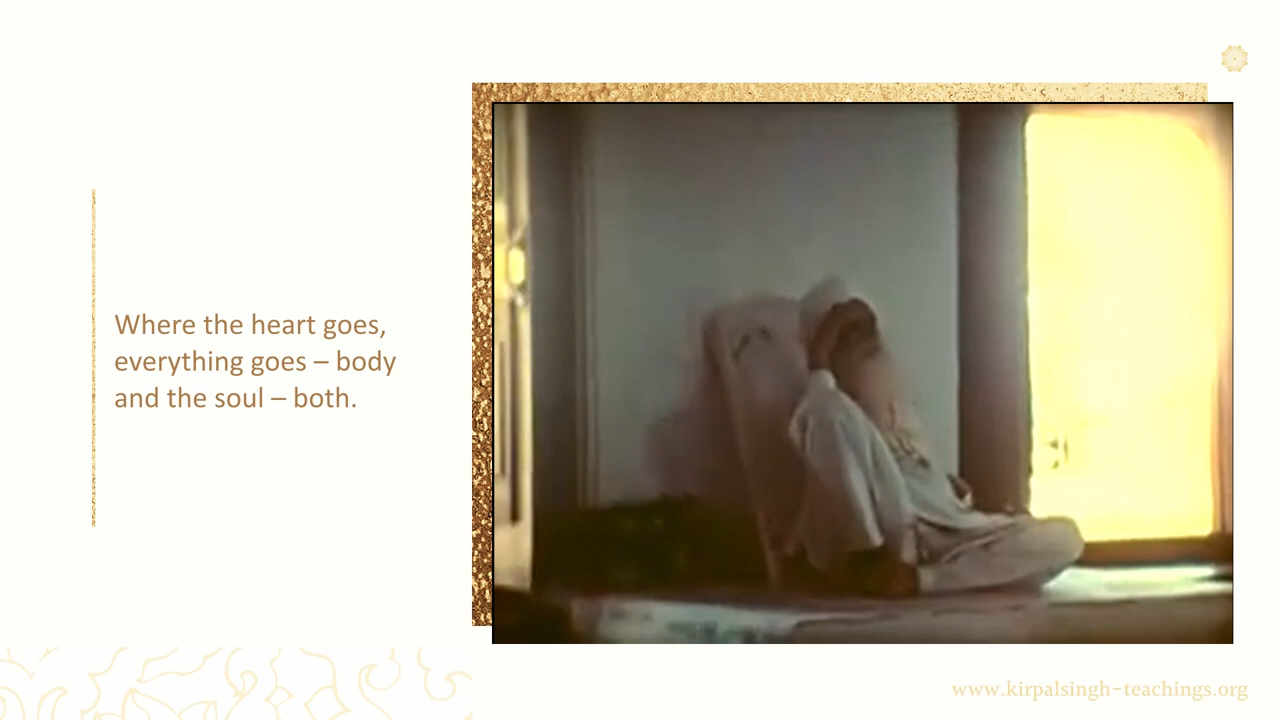 Where the heart goes,
everything goes – body
and the soul – both.
www.kirpalsingh-teachings.org